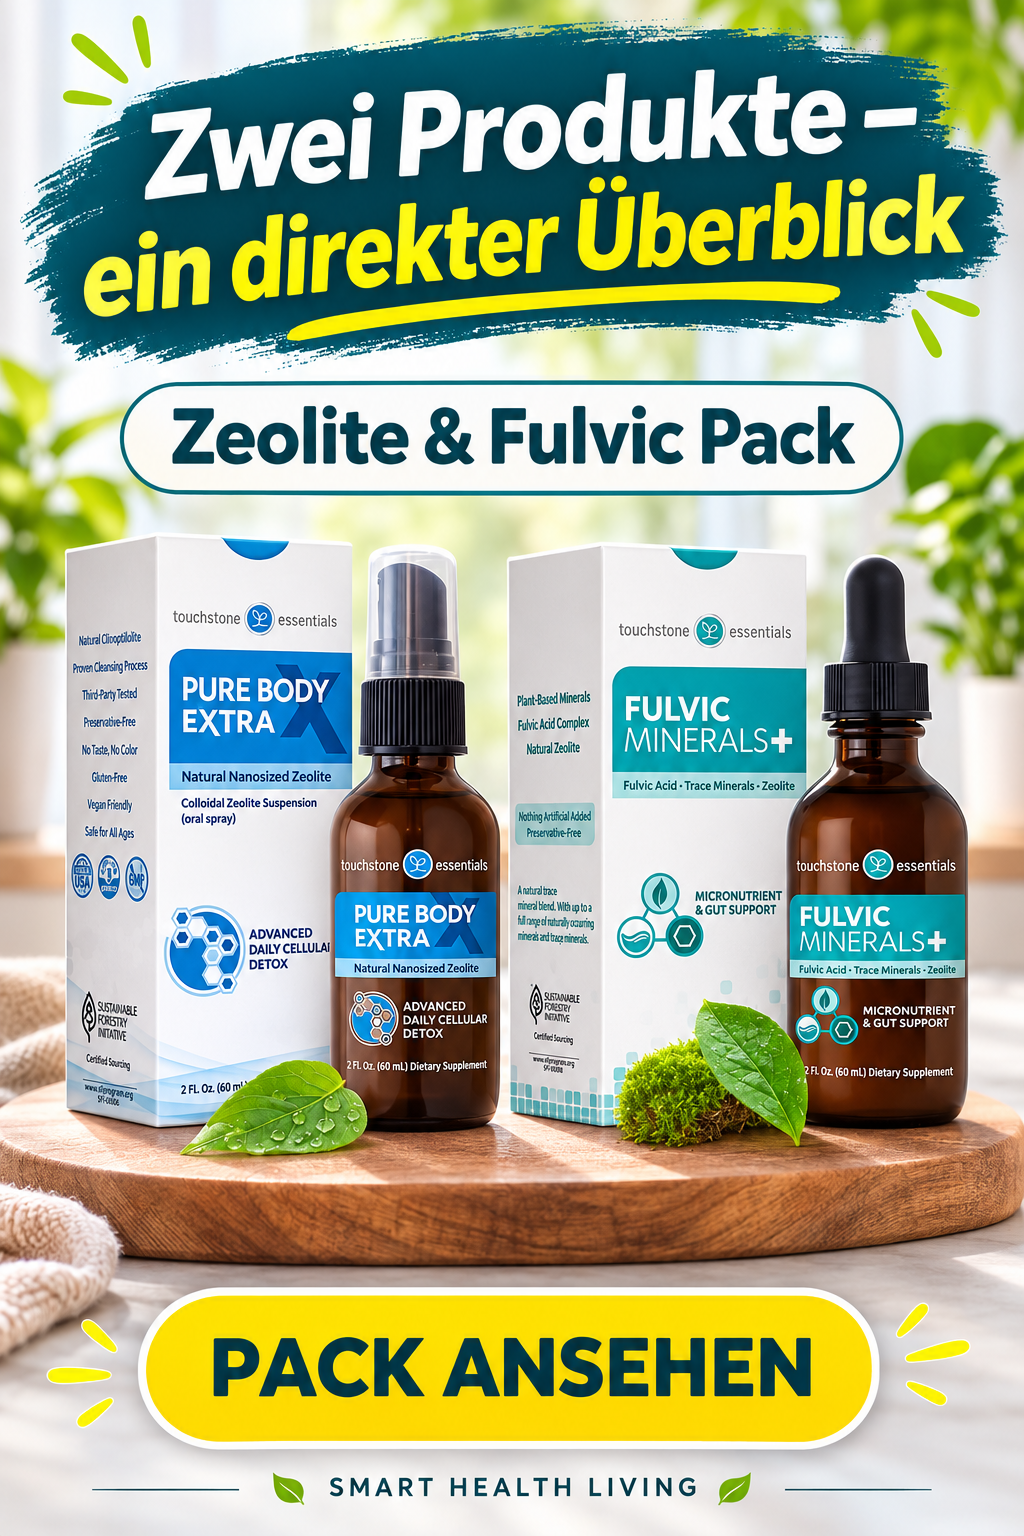 Zwei Produkte –
ein direkter Überblick
Zeolite & Fulvic Pack
touchstone essentials
PURE BODY
EXTRA X
Natural Nanosized Zeolite
Colloidal Zeolite Suspension
(oral spray)
ADVANCED
DAILY CELLULAR
DETOX
2 FL. Oz. (60 mL)
Natural Clinoptilolite
Proven Cleansing Process
Third-Party Tested
Preservative-Free
No Taste, No Color
Gluten-Free
Vegan Friendly
Safe for All Ages
USA
GMP
SUSTAINABLE
FORESTRY
INITIATIVE
Certified Sourcing
touchstone essentials
PURE BODY
EXTRA X
Natural Nanosized Zeolite
ADVANCED
DAILY CELLULAR
DETOX
2 FL. Oz. (60 mL) Dietary Supplement
touchstone essentials
FULVIC
MINERALS+
Fulvic Acid · Trace Minerals · Zeolite
MICRONUTRIENT
& GUT SUPPORT
Plant-Based Minerals
Fulvic Acid Complex
Natural Zeolite
Nothing Artificial Added
Preservative-Free
A natural trace
mineral blend. With up to a
full range of naturally occurring
minerals and trace minerals.
SUSTAINABLE
FORESTRY
INITIATIVE
Certified Sourcing
touchstone essentials
FULVIC
MINERALS+
Fulvic Acid · Trace Minerals · Zeolite
MICRONUTRIENT
& GUT SUPPORT
2 FL. Oz. (60 mL) Dietary Supplement
PACK ANSEHEN
SMART HEALTH LIVING